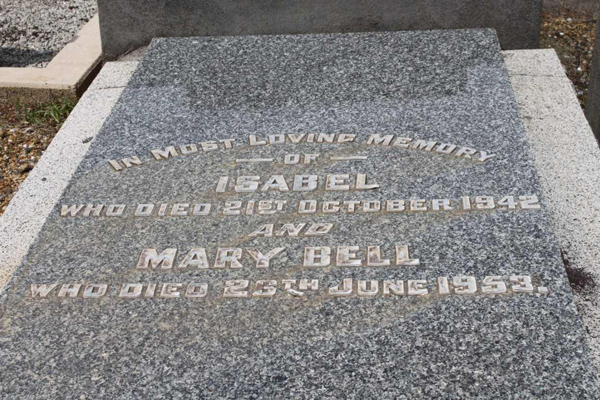 In Most Loving Memory
of
Isabel
who died 21st October 1942
and
Mary Bell
who died 23th June 1953.